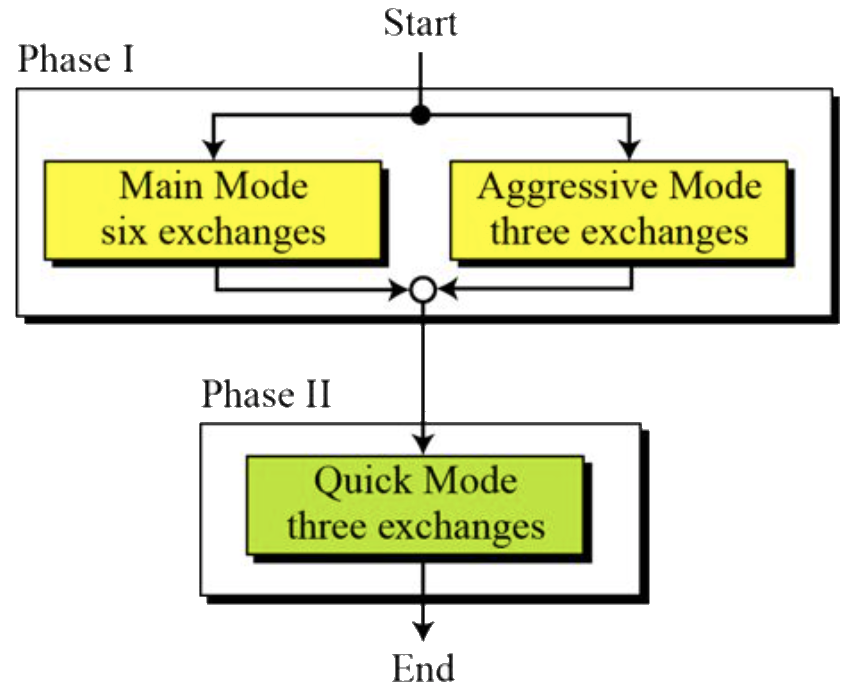 Start
Phase I
Main Mode
six exchanges
Aggressive Mode
three exchanges
Phase II
Quick Mode
three exchanges
End